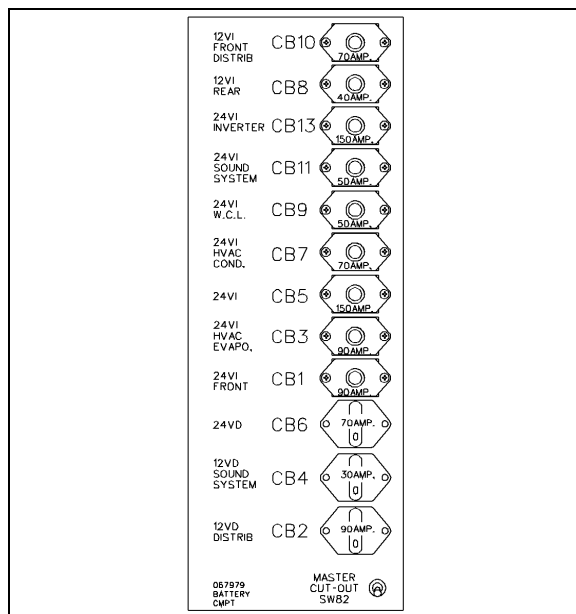 12VI
FRONT
DISTRIB
CB10
70AMP.
12VI
REAR
CB8
40AMP.
24VI
INVERTER
CB13
150AMP.
24VI
SOUND
SYSTEM
CB11
50AMP.
24VI
W.C.L.
CB9
50AMP.
24VI
HVAC
COND.
CB7
70AMP.
24VI
CB5
150AMP.
24VI
HVAC
EVAPO.
CB3
90AMP.
24VI
FRONT
CB1
90AMP.
24VD
CB6
70AMP.
0
12VD
SOUND
SYSTEM
CB4
30AMP.
0
12VD
DISTRIB
CB2
90AMP.
0
067979
BATTERY
CMPT
MASTER
CUT-OUT
SW82